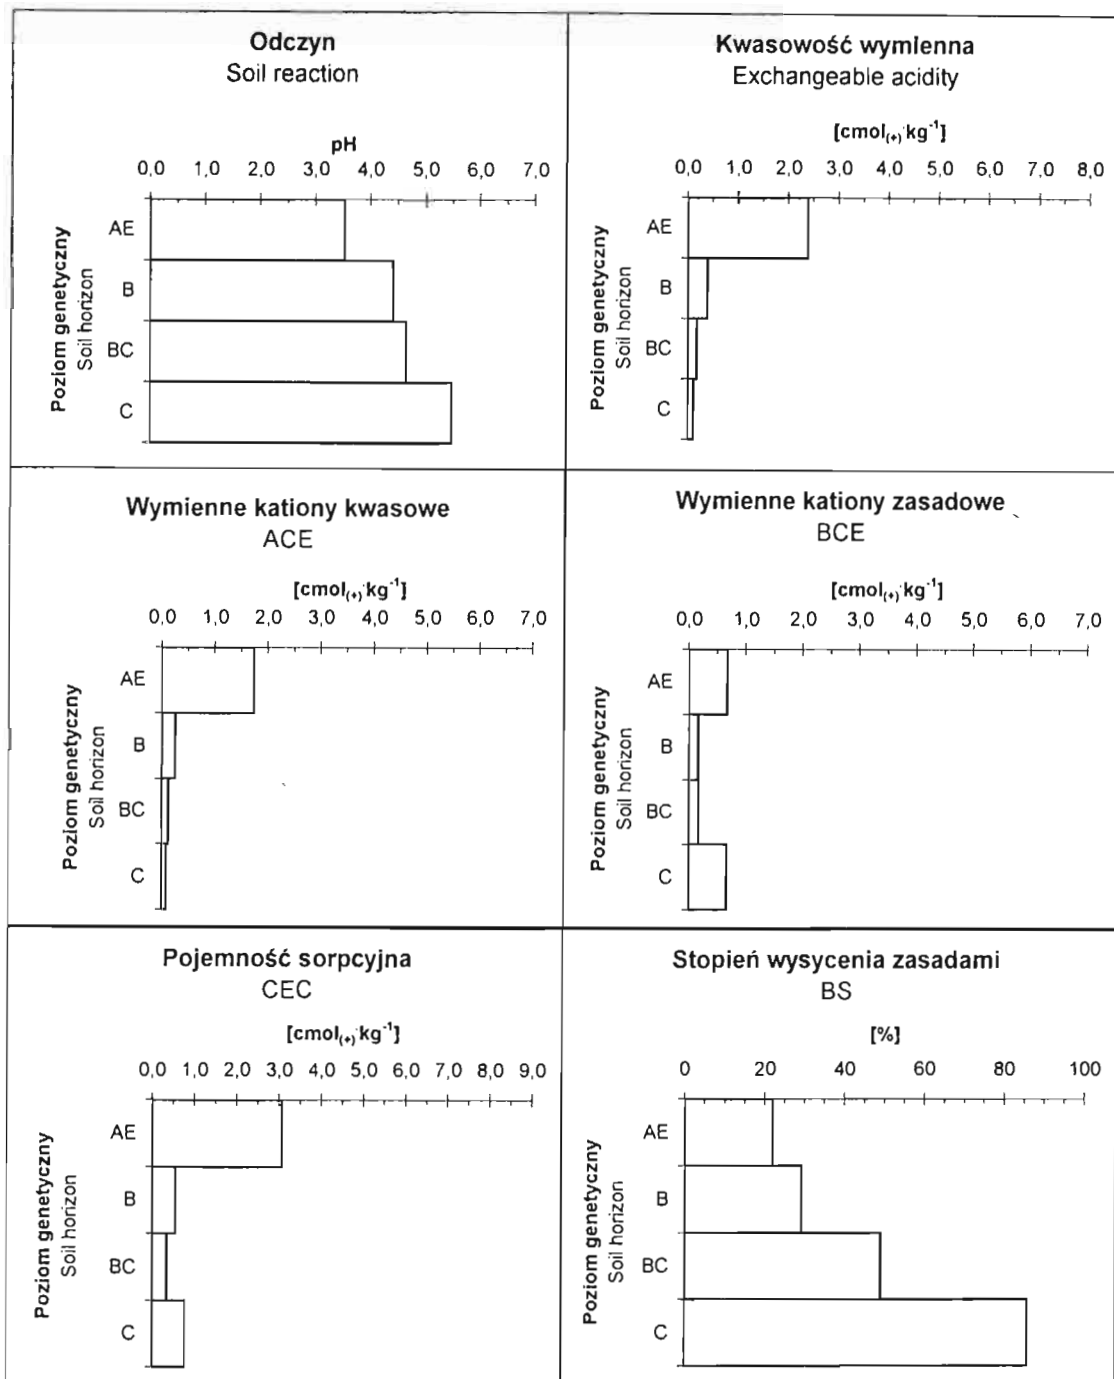 Odczyn
Soil reaction
pH
0,0 1,0 2,0 3,0 4,0 5,0 6,0 7,0
Poziom genetyczny
Soil horizon
AE
B
BC
C
Kwasowość wymienna
Exchangeable acidity
[cmol(+)·kg-1]
0,0 1,0 2,0 3,0 4,0 5,0 6,0 7,0 8,0
Poziom genetyczny
Soil horizon
AE
B
BC
C
Wymienne kationy kwasowe
ACE
[cmol(+)·kg-1]
0,0 1,0 2,0 3,0 4,0 5,0 6,0 7,0
Poziom genetyczny
Soil horizon
AE
B
BC
C
Wymienne kationy zasadowe
BCE
[cmol(+)·kg-1]
0,0 1,0 2,0 3,0 4,0 5,0 6,0 7,0
Poziom genetyczny
Soil horizon
AE
B
BC
C
Pojemność sorpcyjna
CEC
[cmol(+)·kg-1]
0,0 1,0 2,0 3,0 4,0 5,0 6,0 7,0 8,0 9,0
Poziom genetyczny
Soil horizon
AE
B
BC
C
Stopień wysycenia zasadami
BS
[%]
0 20 40 60 80 100
Poziom genetyczny
Soil horizon
AE
B
BC
C